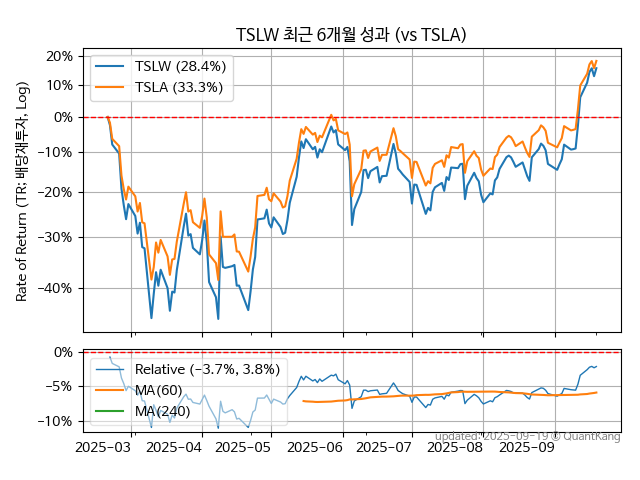 TSLW 최근 6개월 성과 (vs TSLA)
20%
10%
0%
−10%
−20%
−30%
−40%
Rate of Return (TR: 배당재투자, Log)
TSLW (28.4%)
TSLA (33.3%)
0%
−5%
−10%
Relative (−3.7%, 3.8%)
MA(60)
MA(240)
updated: 2025-09-19 © QuantKang
2025-03 2025-04 2025-05 2025-06 2025-07 2025-08 2025-09